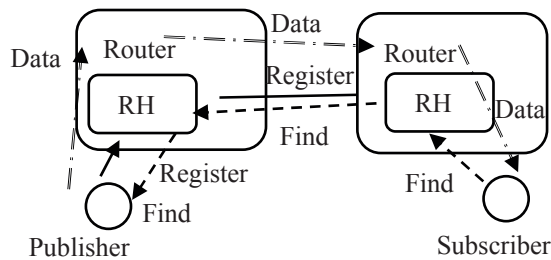 Data
Data
Router
Router
Register
RH
RH
Data
Find
Register
Find
Find
Publisher
Subscriber